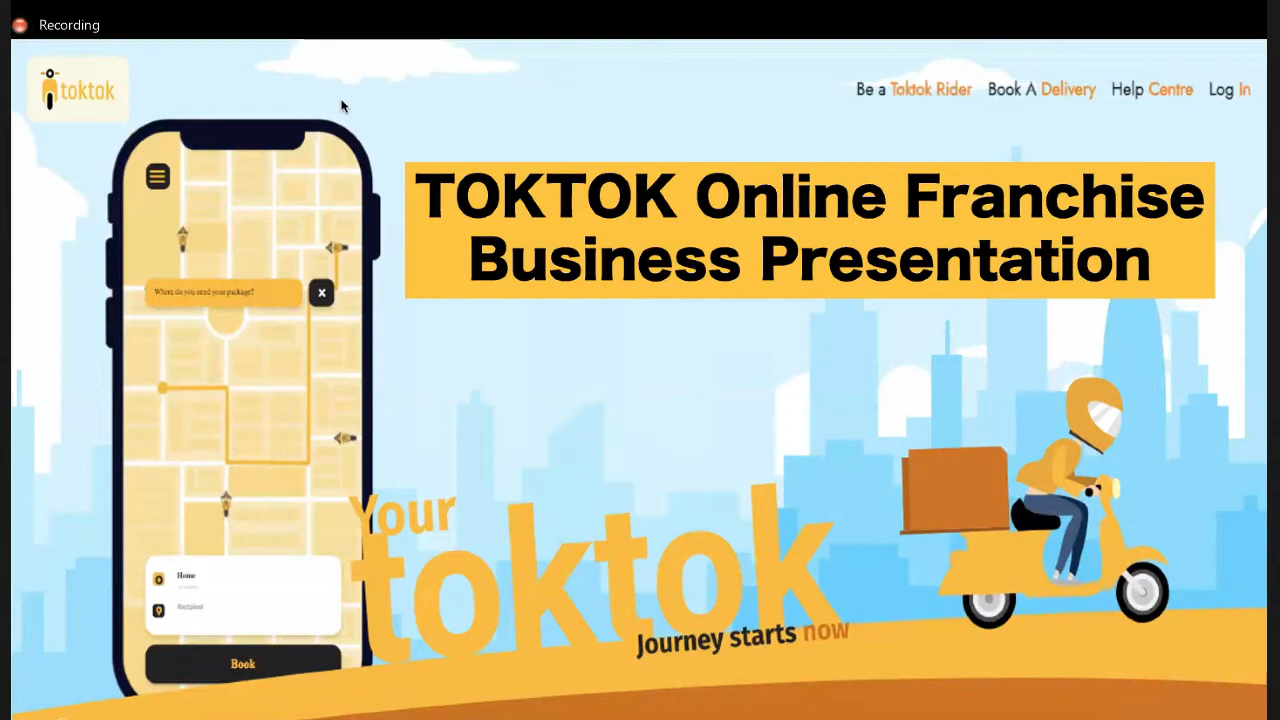 Recording
toktok
Be a Toktok Rider Book A Delivery Help Centre Log In
TOKTOK Online Franchise
Business Presentation
Where do you need your package?
Your
toktok
Journey starts now
Home
Recipient
Book